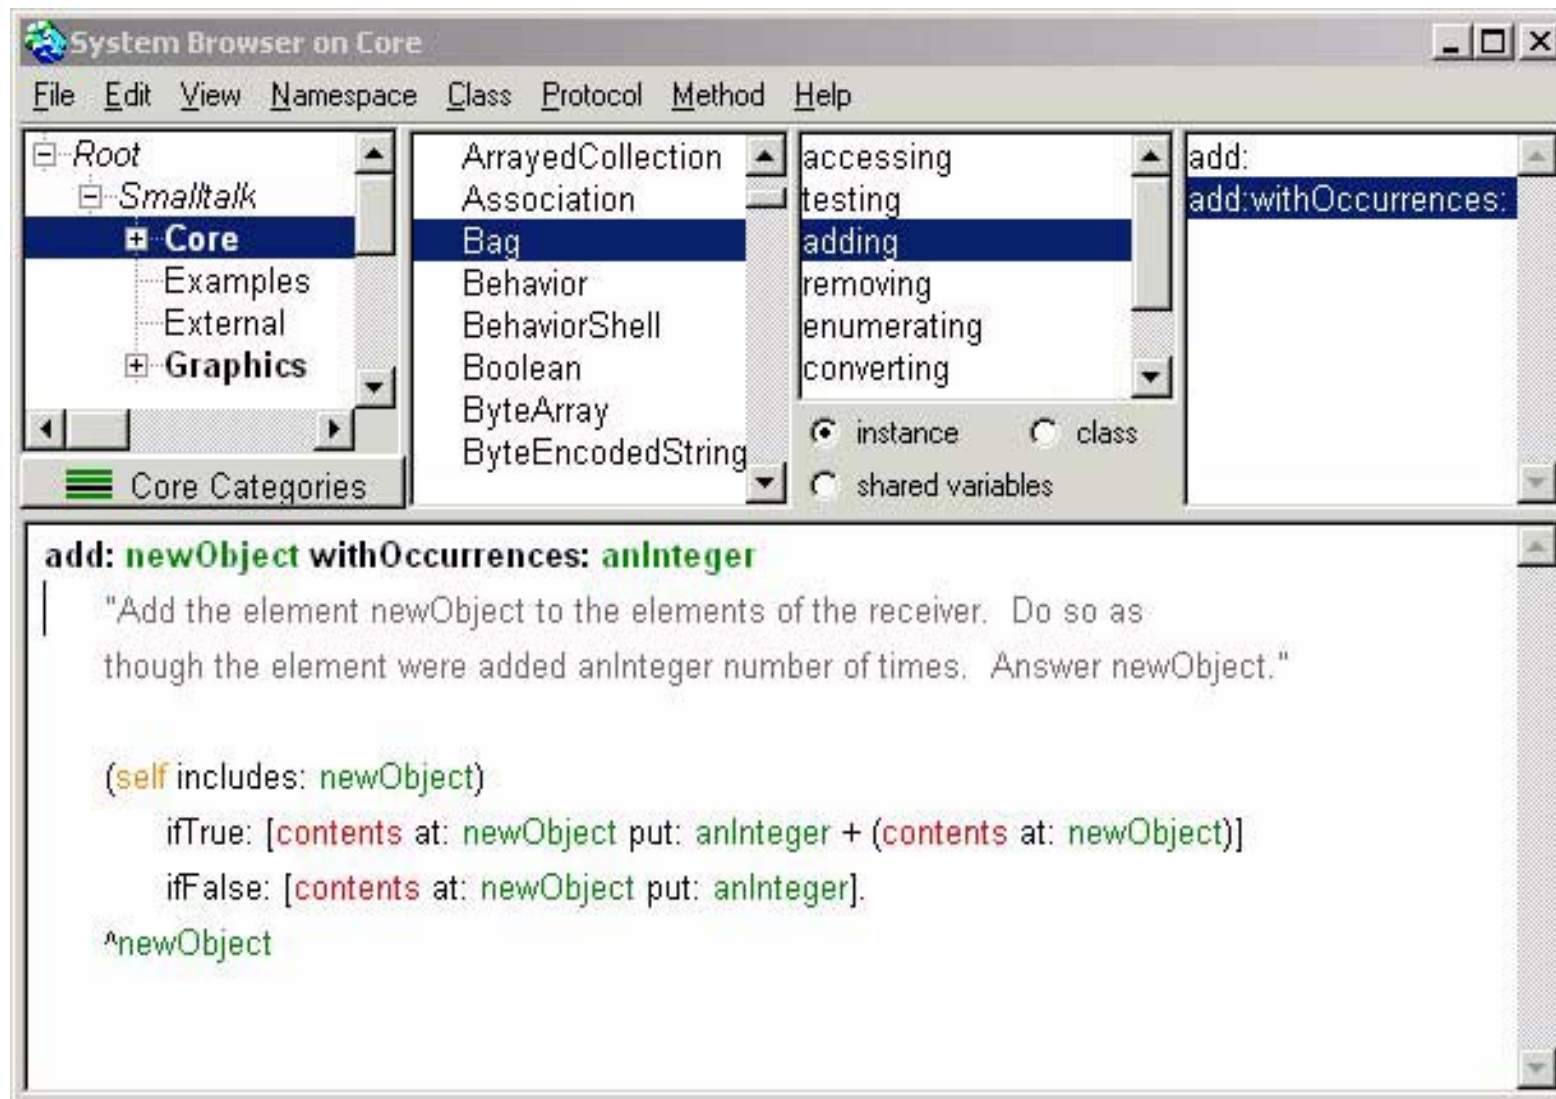 System Browser on Core
File Edit View Namespace Class Protocol Method Help
Root
Smalltalk
Core
Examples
External
Graphics
Core Categories
ArrayedCollection
Association
Bag
Behavior
BehaviorShell
Boolean
ByteArray
ByteEncodedString
accessing
testing
adding
removing
enumerating
converting
instance class
shared variables
add:
add:withOccurrences:
add: newObject withOccurrences: anInteger
"Add the element newObject to the elements of the receiver. Do so as
though the element were added anInteger number of times. Answer newObject."
(self includes: newObject)
ifTrue: [contents at: newObject put: anInteger + (contents at: newObject)]
ifFalse: [contents at: newObject put: anInteger].
^newObject